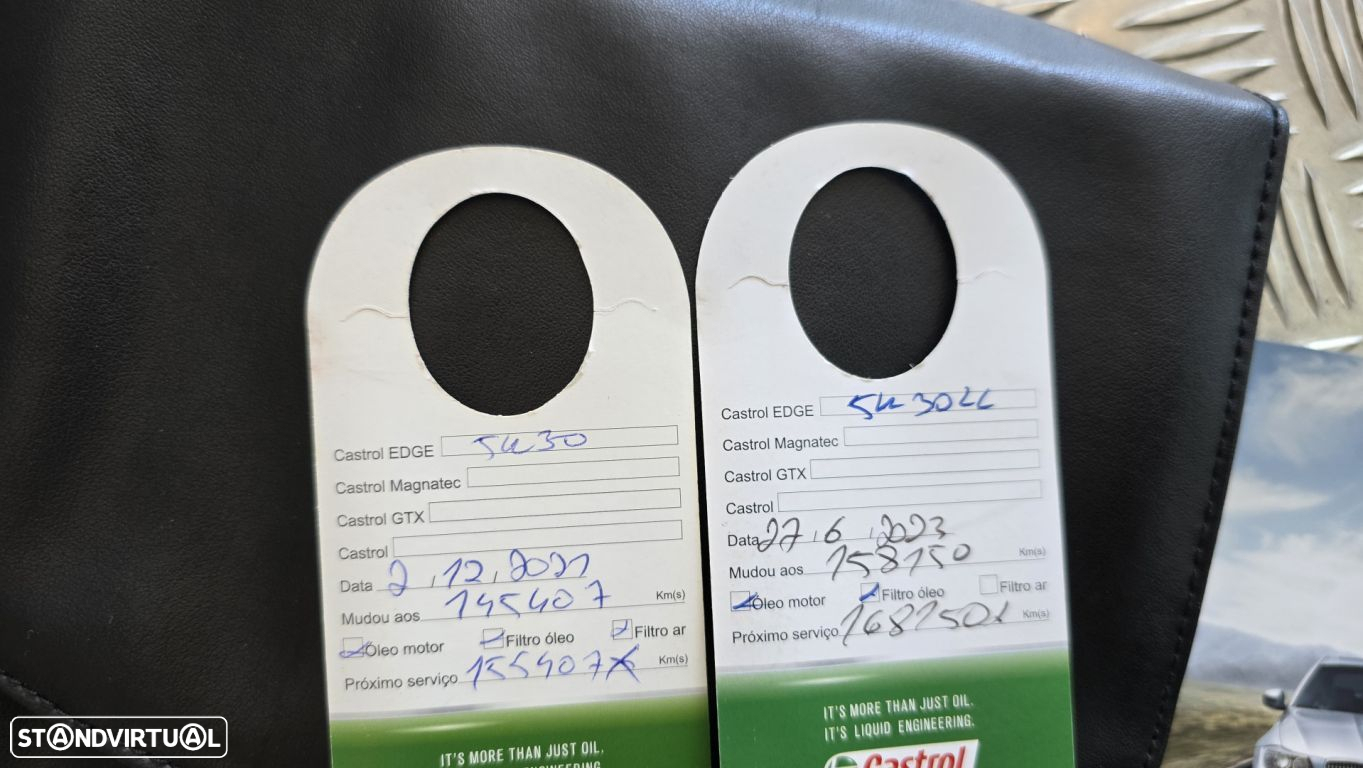 Castrol EDGE 5W30
Castrol Magnatec
Castrol GTX
Castrol
Data 2, 12, 2021
Mudou aos 145407 Km(s)
Óleo motor Filtro óleo Filtro ar
Próximo serviço 155407 Km(s)
IT'S MORE THAN JUST OIL.
Castrol EDGE 5W30LL
Castrol Magnatec
Castrol GTX
Castrol
Data 27, 6, 2023
Mudou aos 158150 Km(s)
Óleo motor Filtro óleo Filtro ar
Próximo serviço 168150 Km(s)
IT'S MORE THAN JUST OIL.
IT'S LIQUID ENGINEERING.
Castrol
STANDVIRTUAL